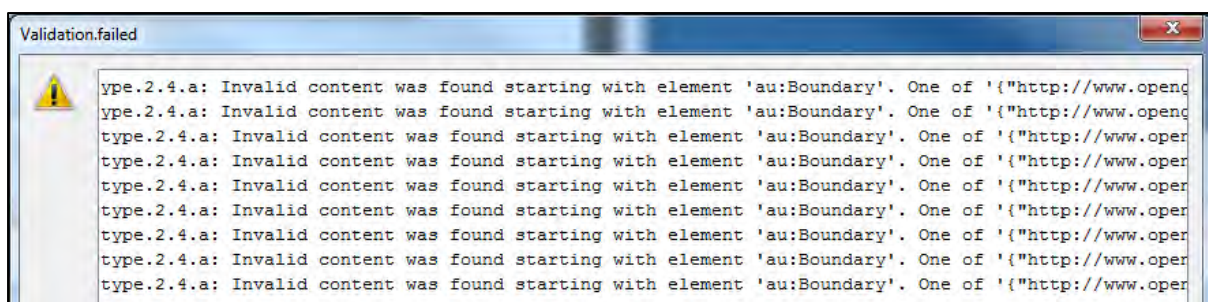 Validation.failed
ype.2.4.a: Invalid content was found starting with element 'au:Boundary'. One of '{"http://www.openg
ype.2.4.a: Invalid content was found starting with element 'au:Boundary'. One of '{"http://www.openg
type.2.4.a: Invalid content was found starting with element 'au:Boundary'. One of '{"http://www.open
type.2.4.a: Invalid content was found starting with element 'au:Boundary'. One of '{"http://www.open
type.2.4.a: Invalid content was found starting with element 'au:Boundary'. One of '{"http://www.open
type.2.4.a: Invalid content was found starting with element 'au:Boundary'. One of '{"http://www.open
type.2.4.a: Invalid content was found starting with element 'au:Boundary'. One of '{"http://www.open
type.2.4.a: Invalid content was found starting with element 'au:Boundary'. One of '{"http://www.open
type.2.4.a: Invalid content was found starting with element 'au:Boundary'. One of '{"http://www.open